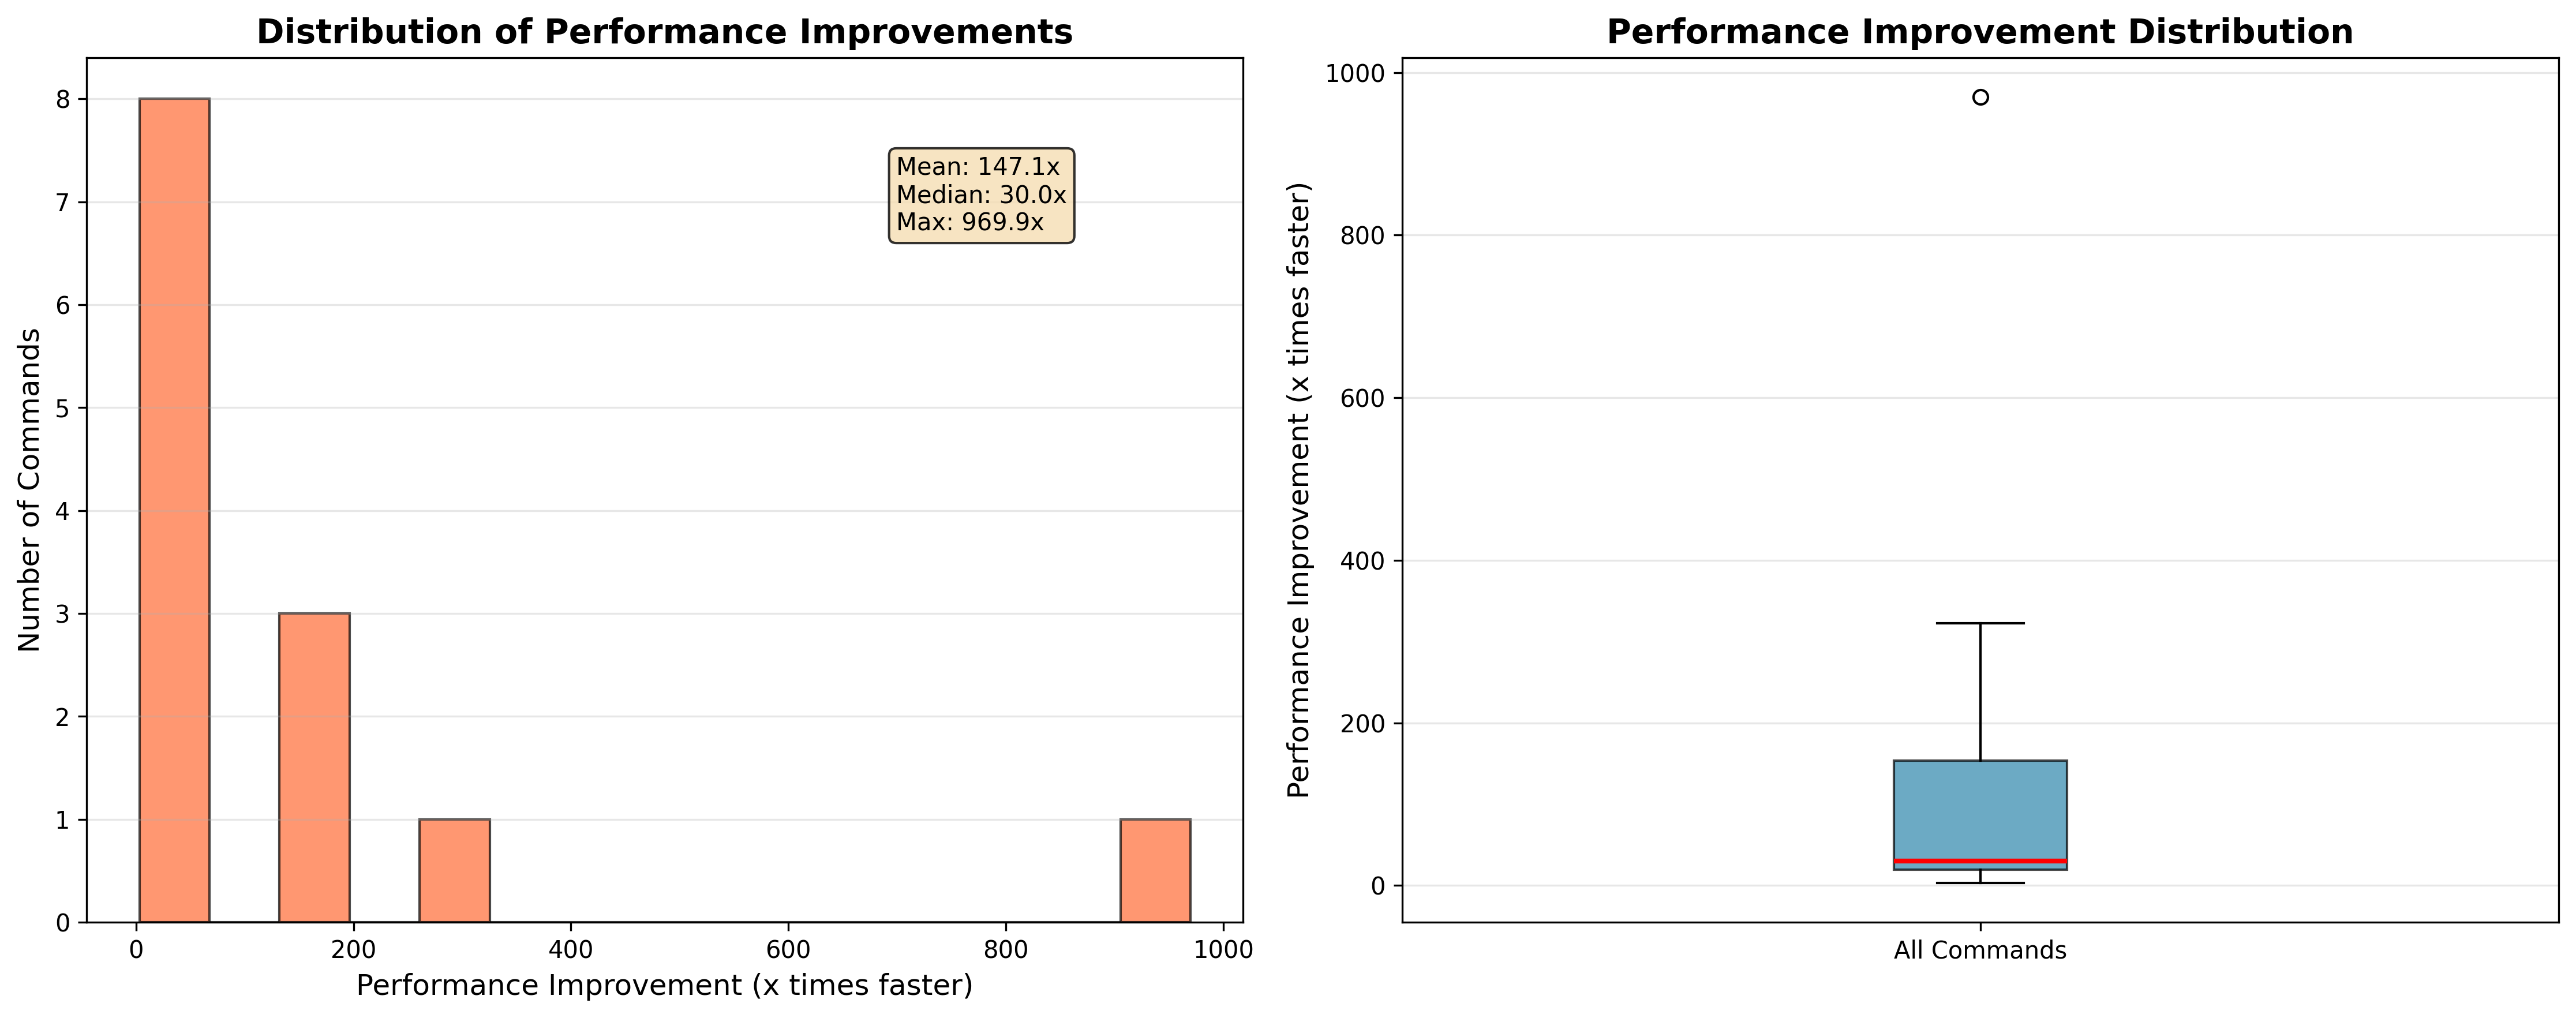 Distribution of Performance Improvements
Number of Commands
8
7
6
5
4
3
2
1
0
Mean: 147.1x
Median: 30.0x
Max: 969.9x
0 200 400 600 800 1000
Performance Improvement (x times faster)
Performance Improvement Distribution
Performance Improvement (x times faster)
1000
800
600
400
200
0
All Commands